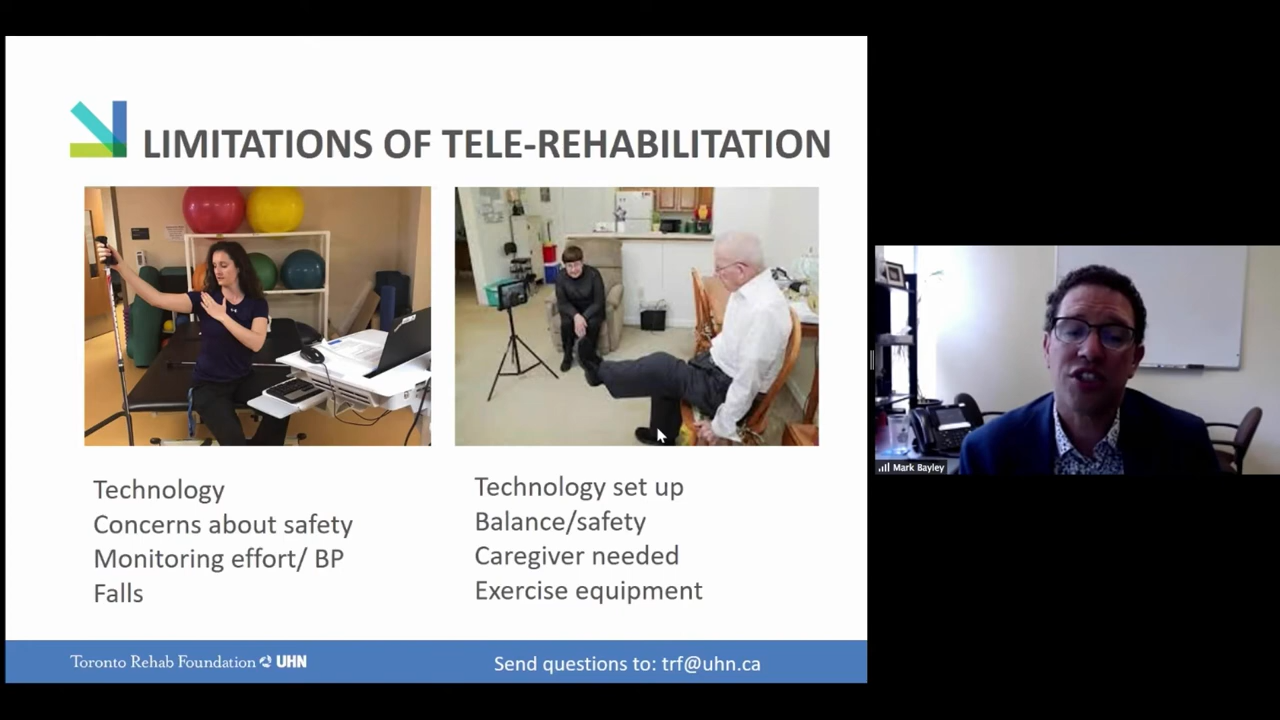 LIMITATIONS OF TELE-REHABILITATION
Technology
Concerns about safety
Monitoring effort/ BP
Falls
Technology set up
Balance/safety
Caregiver needed
Exercise equipment
Toronto Rehab Foundation UHN
Send questions to: trf@uhn.ca
Mark Bayley